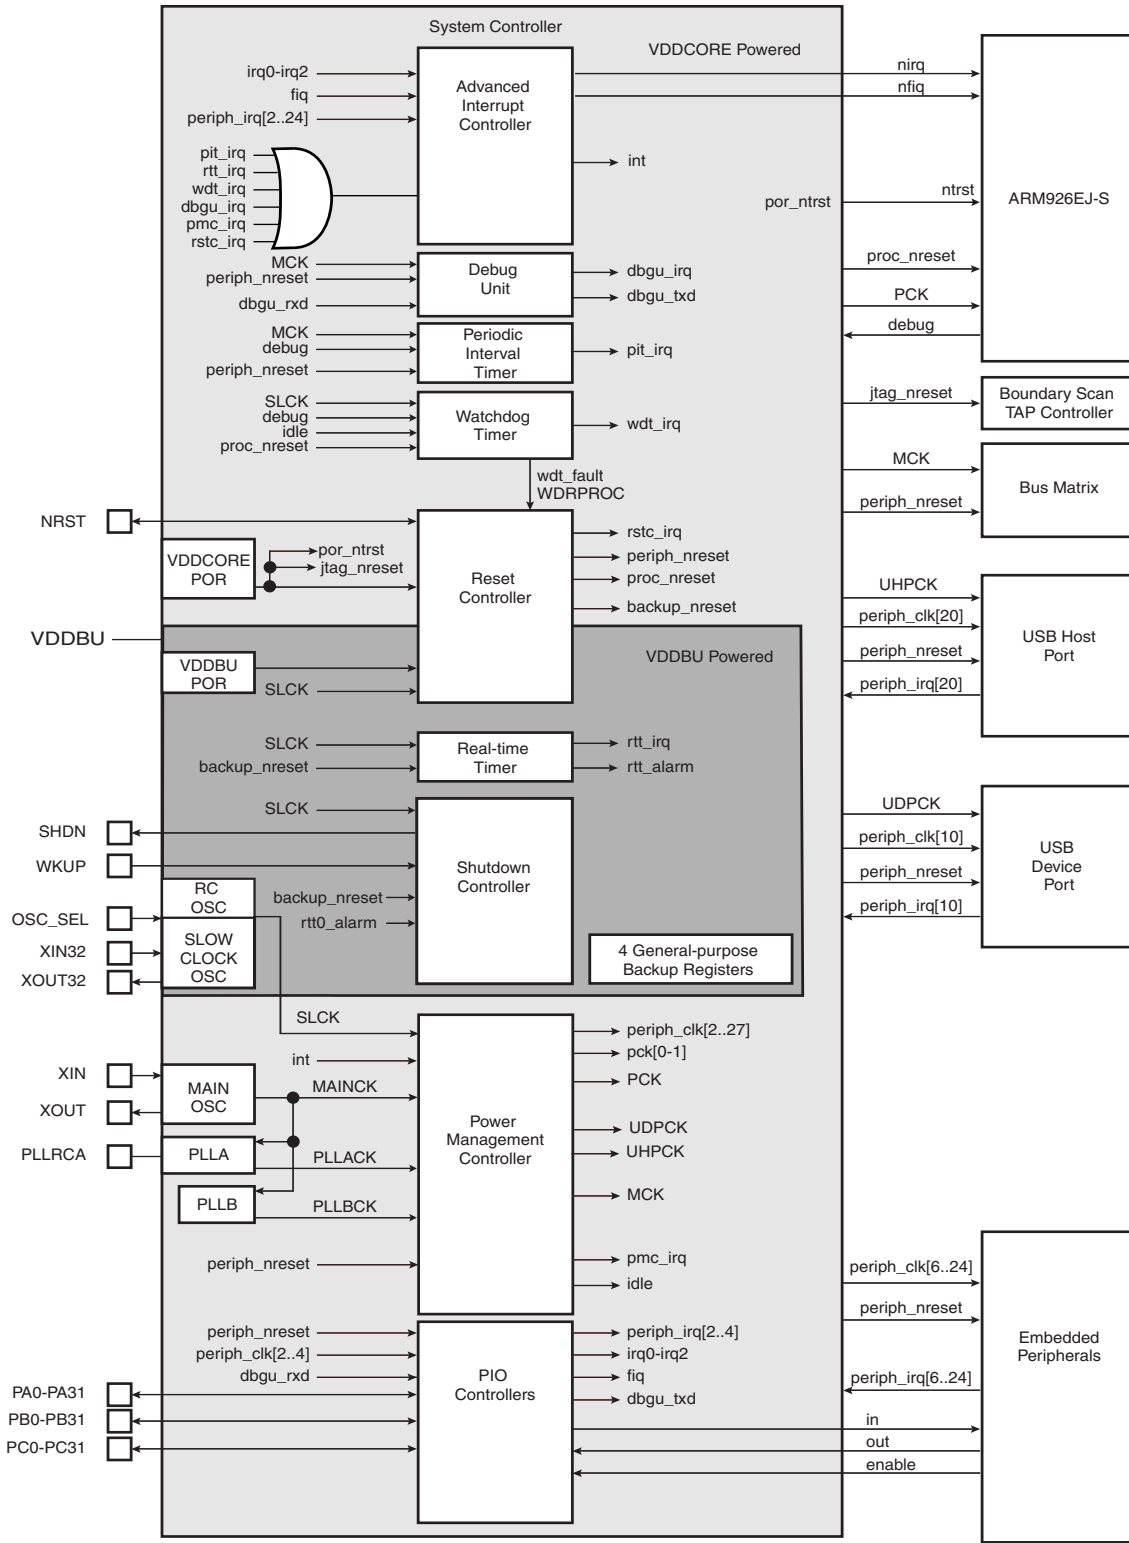 System Controller
VDDCORE Powered
irq0-irq2
fiq
periph_irq[2..24]
Advanced
Interrupt
Controller
nirq
nfiq
int
pit_irq
rtt_irq
wdt_irq
dbgu_irq
pmc_irq
rstc_irq
por_ntrst
ntrst
ARM926EJ-S
MCK
periph_nreset
dbgu_rxd
Debug
Unit
dbgu_irq
dbgu_txd
proc_nreset
PCK
debug
MCK
debug
periph_nreset
Periodic
Interval
Timer
pit_irq
SLCK
debug
idle
proc_nreset
Watchdog
Timer
wdt_irq
jtag_nreset
Boundary Scan
TAP Controller
wdt_fault
WDRPROC
MCK
periph_nreset
Bus Matrix
NRST
VDDCORE
POR
por_ntrst
jtag_nreset
Reset
Controller
rstc_irq
periph_nreset
proc_nreset
backup_nreset
UHPCK
periph_clk[20]
periph_nreset
periph_irq[20]
USB Host
Port
VDDBU
VDDBU Powered
VDDBU
POR
SLCK
SLCK
backup_nreset
Real-time
Timer
rtt_irq
rtt_alarm
SLCK
SHDN
WKUP
backup_nreset
rtt0_alarm
Shutdown
Controller
UDPCK
periph_clk[10]
periph_nreset
periph_irq[10]
USB
Device
Port
RC
OSC
OSC_SEL
XIN32
XOUT32
SLOW
CLOCK
OSC
4 General-purpose
Backup Registers
SLCK
int
XIN
XOUT
MAIN
OSC
MAINCK
PLLRCA
PLLA
PLLACK
PLLB
PLLBCK
periph_nreset
Power
Management
Controller
periph_clk[2..27]
pck[0-1]
PCK
UDPCK
UHPCK
MCK
pmc_irq
idle
periph_clk[6..24]
periph_nreset
periph_irq[6..24]
in
out
enable
Embedded
Peripherals
periph_nreset
periph_clk[2..4]
dbgu_rxd
PA0-PA31
PB0-PB31
PC0-PC31
PIO
Controllers
periph_irq[2..4]
irq0-irq2
fiq
dbgu_txd